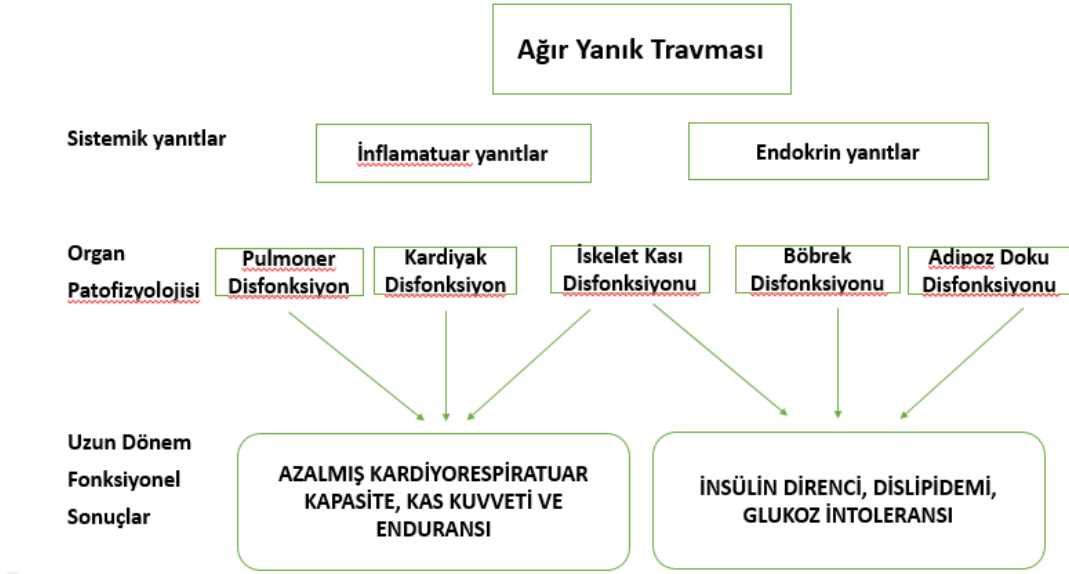 Ağır Yanık Travması
Sistemik yanıtlar
İnflamatuar yanıtlar
Endokrin yanıtlar
Organ
Patofizyolojisi
Pulmoner
Disfonksiyon
Kardiyak
Disfonksiyon
İskelet Kası
Disfonksiyonu
Böbrek
Disfonksiyonu
Adipoz Doku
Disfonksiyonu
Uzun Dönem
Fonksiyonel
Sonuçlar
AZALMIŞ KARDİYORESPİRATUAR
KAPASİTE, KAS KUVVETİ VE
ENDURANSI
İNSÜLİN DİRENCİ, DİSLİPİDEMİ,
GLUKOZ İNTOLERANSI